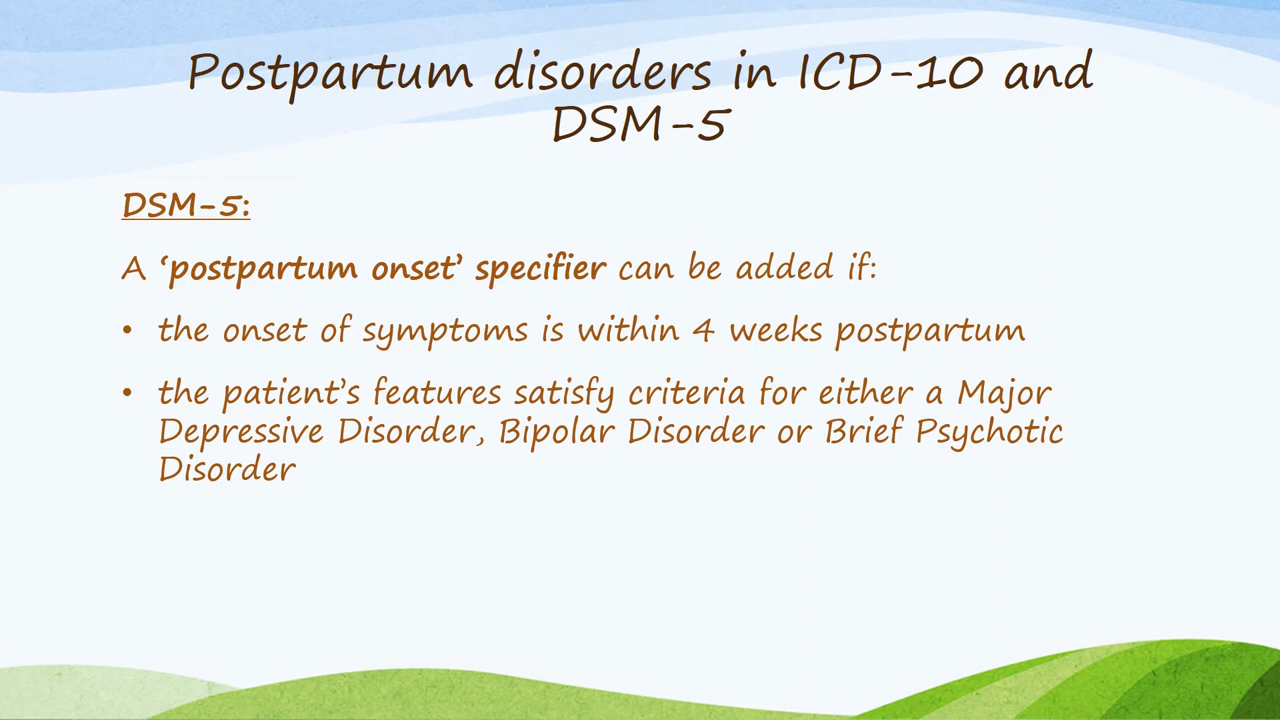 Postpartum disorders in ICD-10 and
DSM-5
DSM-5:
A ‘postpartum onset’ specifier can be added if:
• the onset of symptoms is within 4 weeks postpartum
• the patient’s features satisfy criteria for either a Major
Depressive Disorder, Bipolar Disorder or Brief Psychotic
Disorder